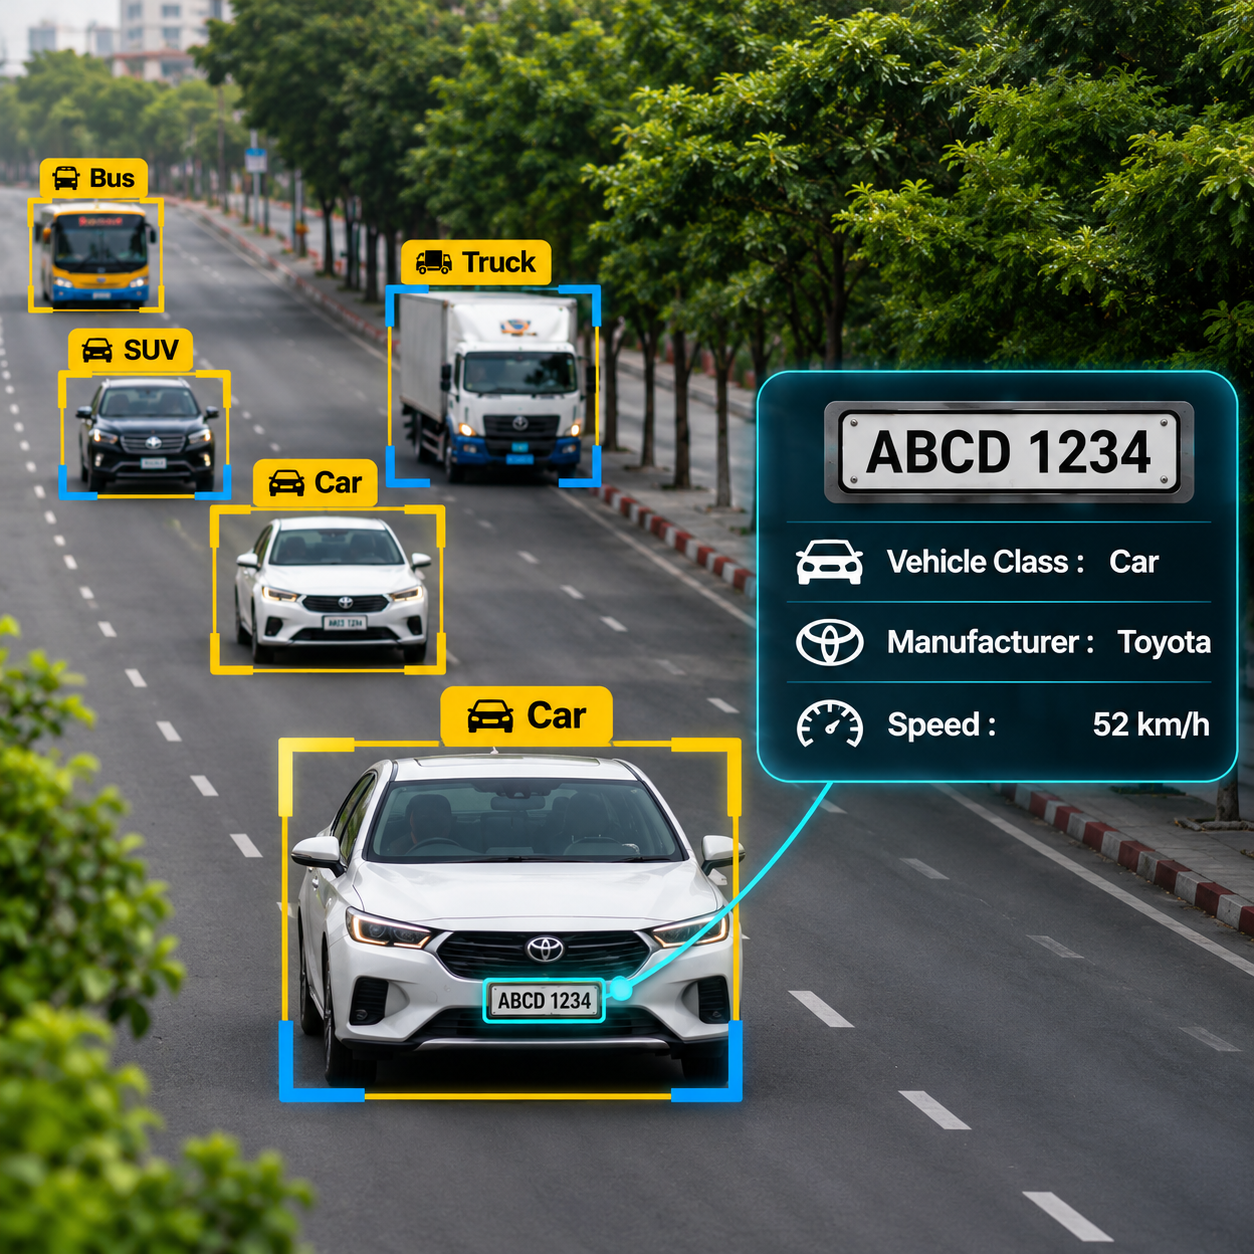 Bus
Truck
SUV
Car
ABCD 1234
Vehicle Class : Car
Manufacturer : Toyota
Speed : 52 km/h
Car
ABCD 1234